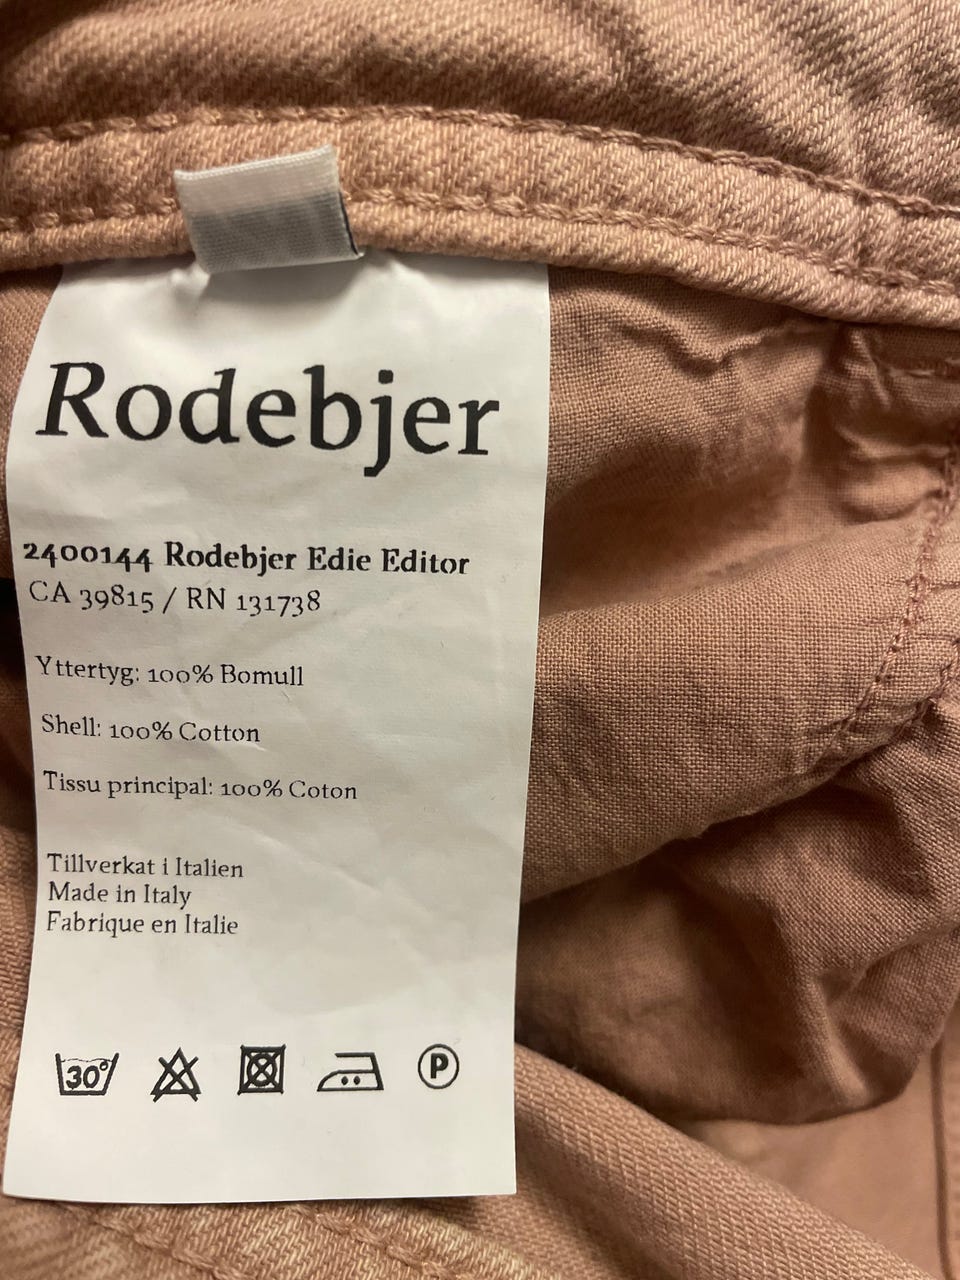 Rodebjer
2400144 Rodebjer Edie Editor
CA 39815 / RN 131738
Yttertyg: 100% Bomull
Shell: 100% Cotton
Tissu principal: 100% Coton
Tillverkat i Italien
Made in Italy
Fabrique en Italie
30° P